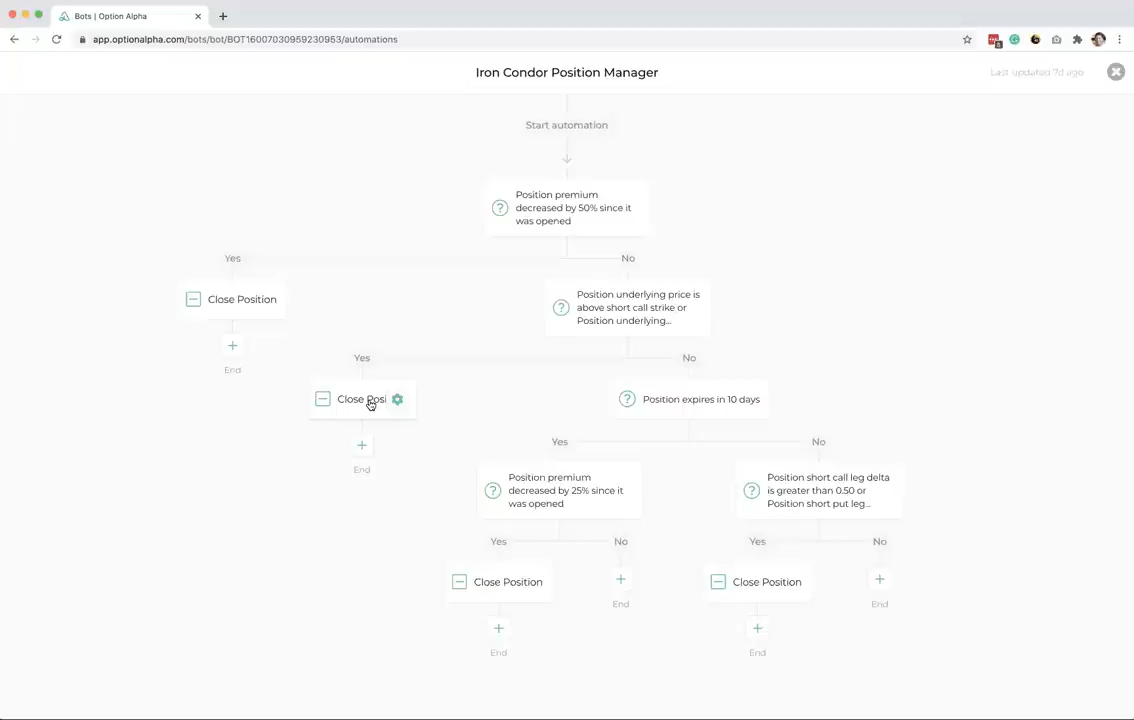 Bots | Option Alpha
app.optionalpha.com/bots/bot/BOT16007030959230953/automations
8
Iron Condor Position Manager
Last updated 7d ago
Start automation
Position premium
decreased by 50% since it
was opened
Yes
No
Close Position
Position underlying price is
above short call strike or
Position underlying...
End
Yes
No
Close Posi
Position expires in 10 days
End
Yes
No
Position premium
decreased by 25% since it
was opened
Position short call leg delta
is greater than 0.50 or
Position short put leg...
Yes
No
Yes
No
Close Position
Close Position
End
End
End
End